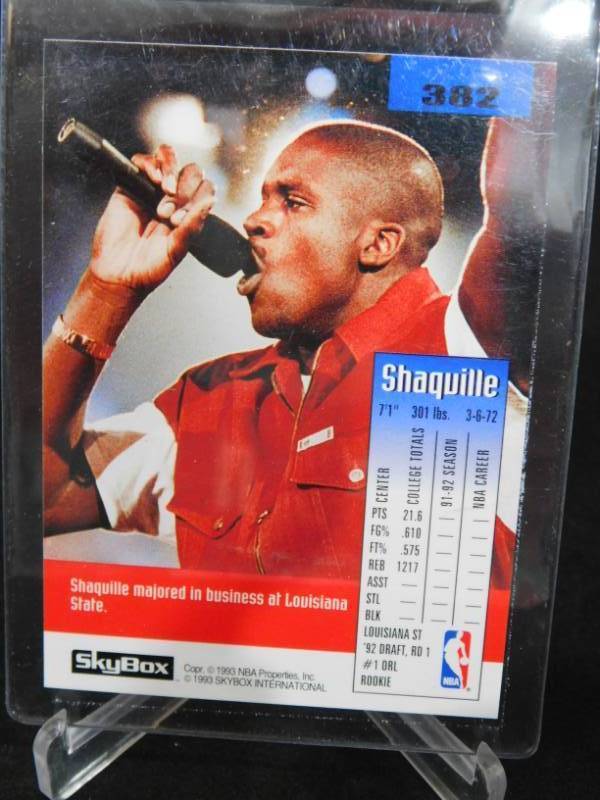 382
Shaquille
7'1" 301 lbs. 3-6-72
CENTER COLLEGE TOTALS 91-92 SEASON NBA CAREER
PTS 21.6 — —
FG% .610 — —
FT% .575 — —
REB 1217 — —
ASST — — —
STL — — —
BLK — — —
LOUISIANA ST
'92 DRAFT, RD 1
#1 ORL
ROOKIE
NBA
Shaquille majored in business at Louisiana
State.
SkyBox
Copr. © 1993 NBA Properties, Inc.
© 1993 SKYBOX INTERNATIONAL